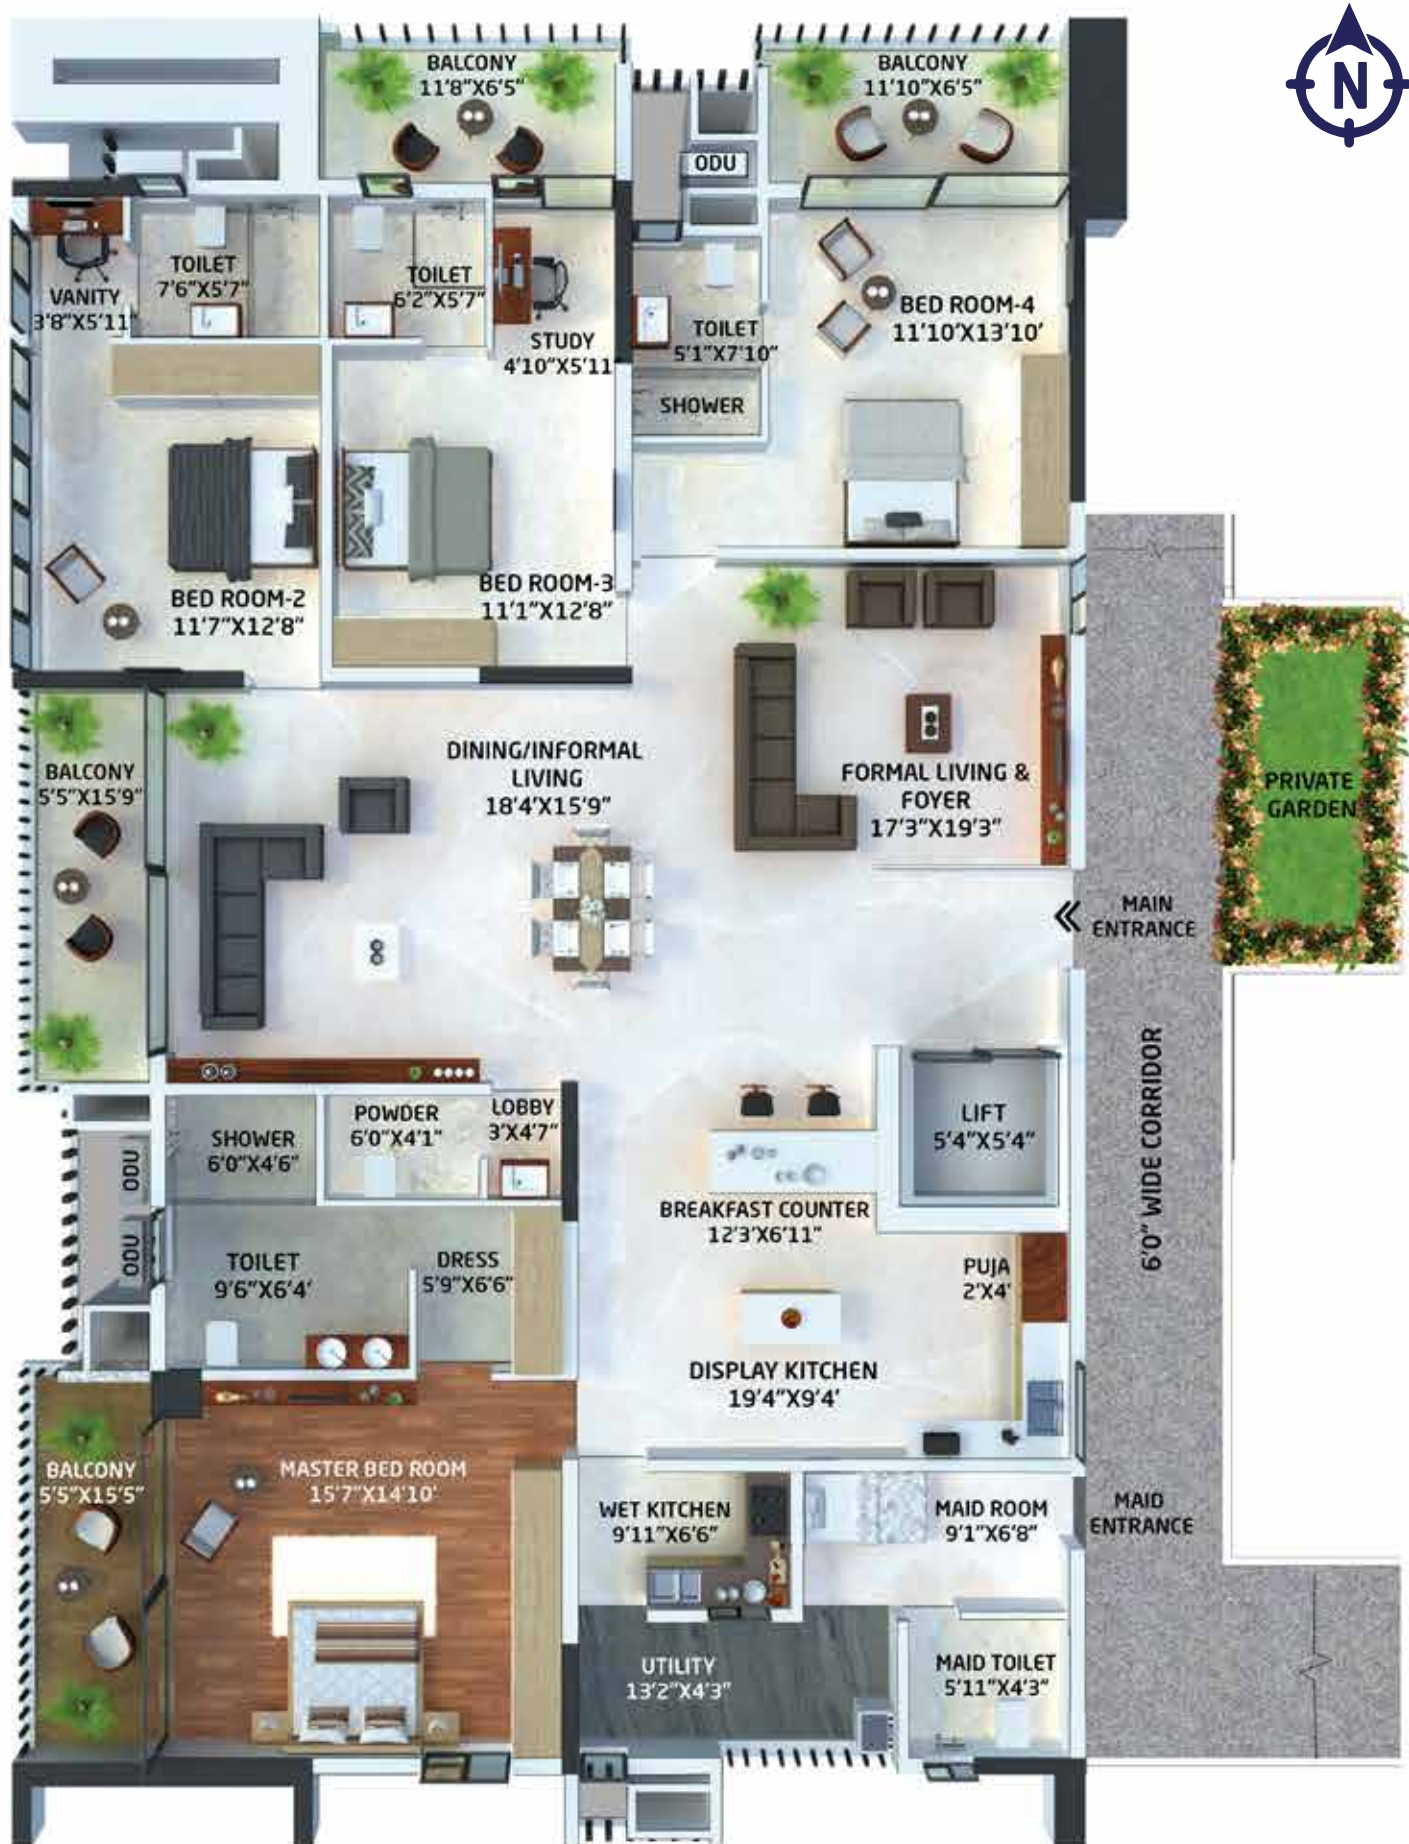 N
BALCONY
11'8"X6'5"
BALCONY
11'10"X6'5"
ODU
TOILET
7'6"X5'7"
TOILET
6'2"X5'7"
VANITY
3'8"X5'11"
STUDY
4'10"X5'11
TOILET
5'1"X7'10"
SHOWER
BED ROOM-4
11'10'X13'10'
BED ROOM-2
11'7"X12'8"
BED ROOM-3
11'1"X12'8"
BALCONY
5'5"X15'9"
DINING/INFORMAL
LIVING
18'4'X15'9"
FORMAL LIVING &
FOYER
17'3"X19'3"
PRIVATE
GARDEN
MAIN
ENTRANCE
6'0" WIDE CORRIDOR
LIFT
5'4"X5'4"
SHOWER
6'0"X4'6"
POWDER
6'0"X4'1"
LOBBY
3'X4'7"
ODU
ODU
BREAKFAST COUNTER
12'3"X6'11"
TOILET
9'6"X6'4'
DRESS
5'9"X6'6"
PUJA
2'X4'
DISPLAY KITCHEN
19'4"X9'4'
BALCONY
5'5"X15'5"
MASTER BED ROOM
15'7"X14'10'
WET KITCHEN
9'11"X6'6"
MAID ROOM
9'1"X6'8"
MAID
ENTRANCE
UTILITY
13'2"X4'3"
MAID TOILET
5'11"X4'3"